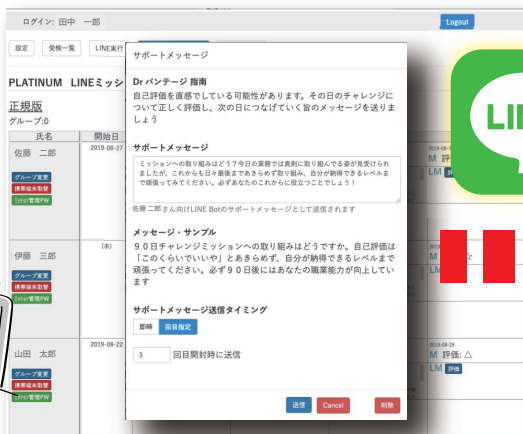 ログイン: 田中 一郎
Logout
設定
受検一覧
LINE実行
サポートメッセージ
PLATINUM LINEミッシ
正規版
グループ:0
氏名
開始日
佐藤 二郎
2019-08-27
グループ変更
携帯端末取替
ミッション管理PW
伊藤 三郎
(未)
グループ変更
携帯端末取替
ミッション管理PW
山田 太郎
2019-08-22
グループ変更
携帯端末取替
ミッション管理PW
Dr バンテージ 指南
自己評価を直感でしている可能性があります。その日のチャレンジに
ついて正しく評価し、次の日につなげていく旨のメッセージを送りま
しょう
サポートメッセージ
ミッションへの取り組みはどう？今日の業務では真剣に取り組んでる姿が見受けられ
ましたが、これからも日々最後まであきらめず取り組み、自分が納得できるレベルま
で頑張ってみてください。必ずあなたのこれからに役立つことでしょう！
佐藤 二郎さん向けLINE Botのサポートメッセージとして送信されます
メッセージ・サンプル
９０日チャレンジミッションへの取り組みはどうですか。自己評価は
「このくらいでいいや」とあきらめず、自分が納得できるレベルまで
頑張ってください。必ず９０日後にはあなたの職業能力が向上してい
ます
サポートメッセージ送信タイミング
即時
回目指定
3
回目開封時に送信
送信
Cancel
削除
M 評
LM
LM
2019-08-29
M 評価: △
LM 評価
LIN